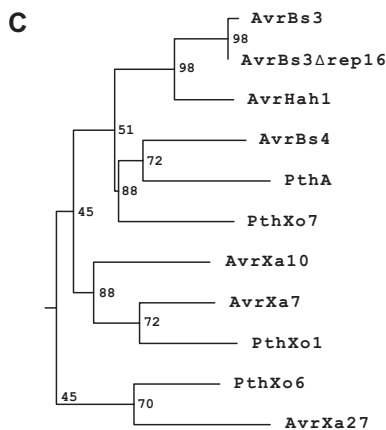 C
AvrBs3
98
AvrBs3Δrep16
98
AvrHah1
51
AvrBs4
72
PthA
88
PthXo7
45
AvrXa10
88
AvrXa7
72
PthXo1
PthXo6
45
70
AvrXa27